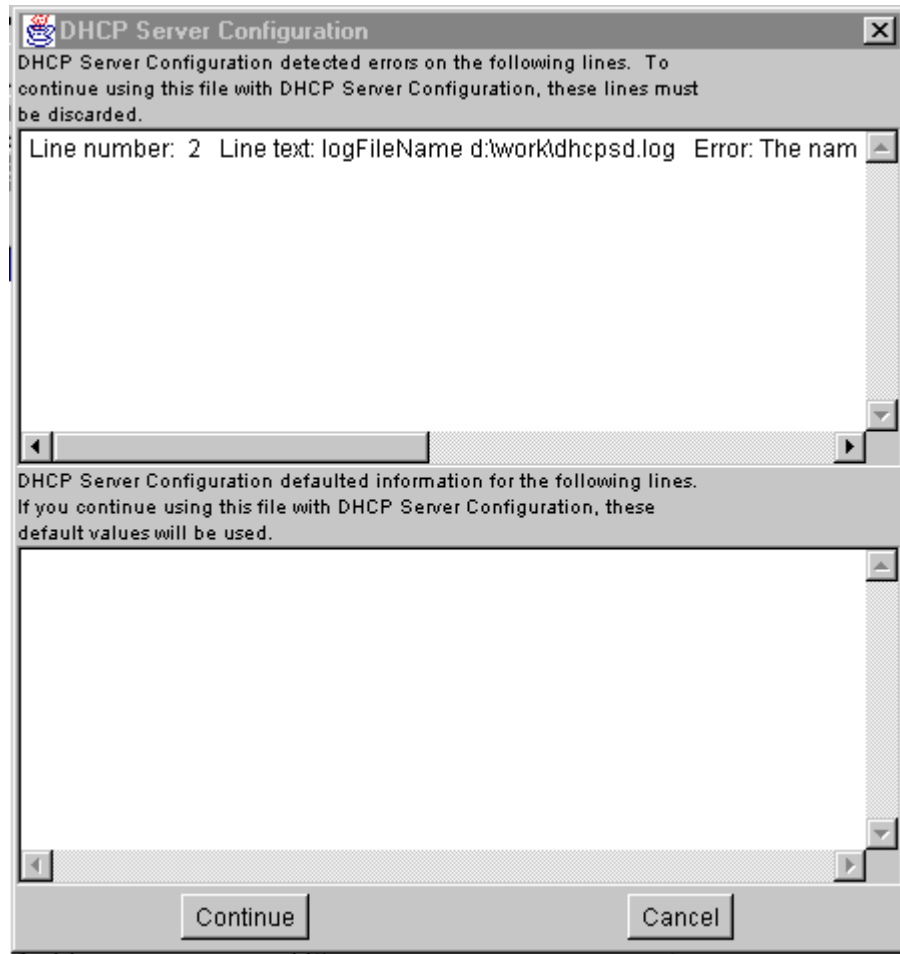 DHCP Server Configuration
DHCP Server Configuration detected errors on the following lines. To
continue using this file with DHCP Server Configuration, these lines must
be discarded.
Line number: 2 Line text: logFileName d:\work\dhcpsd.log Error: The nam
DHCP Server Configuration defaulted information for the following lines.
If you continue using this file with DHCP Server Configuration, these
default values will be used.
Continue Cancel